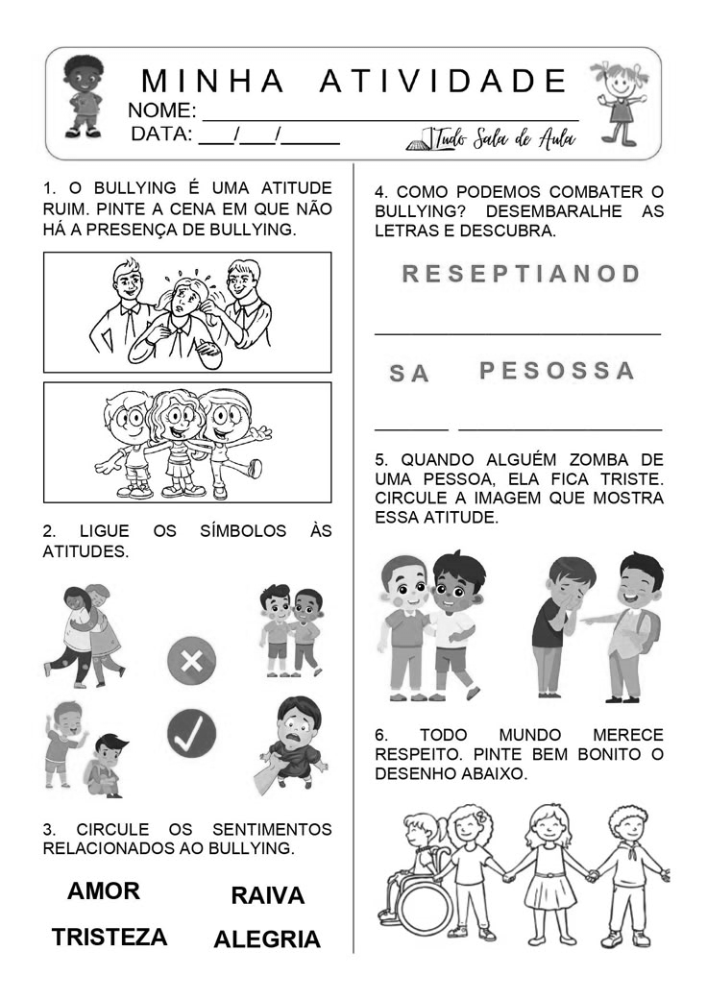 MINHA ATIVIDADE
NOME: ___________________________________
DATA: ___/___/_____
Tudo Sala de Aula
1. O BULLYING É UMA ATITUDE
RUIM. PINTE A CENA EM QUE NÃO
HÁ A PRESENÇA DE BULLYING.
2. LIGUE OS SÍMBOLOS ÀS
ATITUDES.
3. CIRCULE OS SENTIMENTOS
RELACIONADOS AO BULLYING.
AMOR
RAIVA
TRISTEZA
ALEGRIA
4. COMO PODEMOS COMBATER O
BULLYING? DESEMBARALHE AS
LETRAS E DESCUBRA.
RESEPTIANOD
SA PESOSSA
5. QUANDO ALGUÉM ZOMBA DE
UMA PESSOA, ELA FICA TRISTE.
CIRCULE A IMAGEM QUE MOSTRA
ESSA ATITUDE.
6. TODO MUNDO MERECE
RESPEITO. PINTE BEM BONITO O
DESENHO ABAIXO.